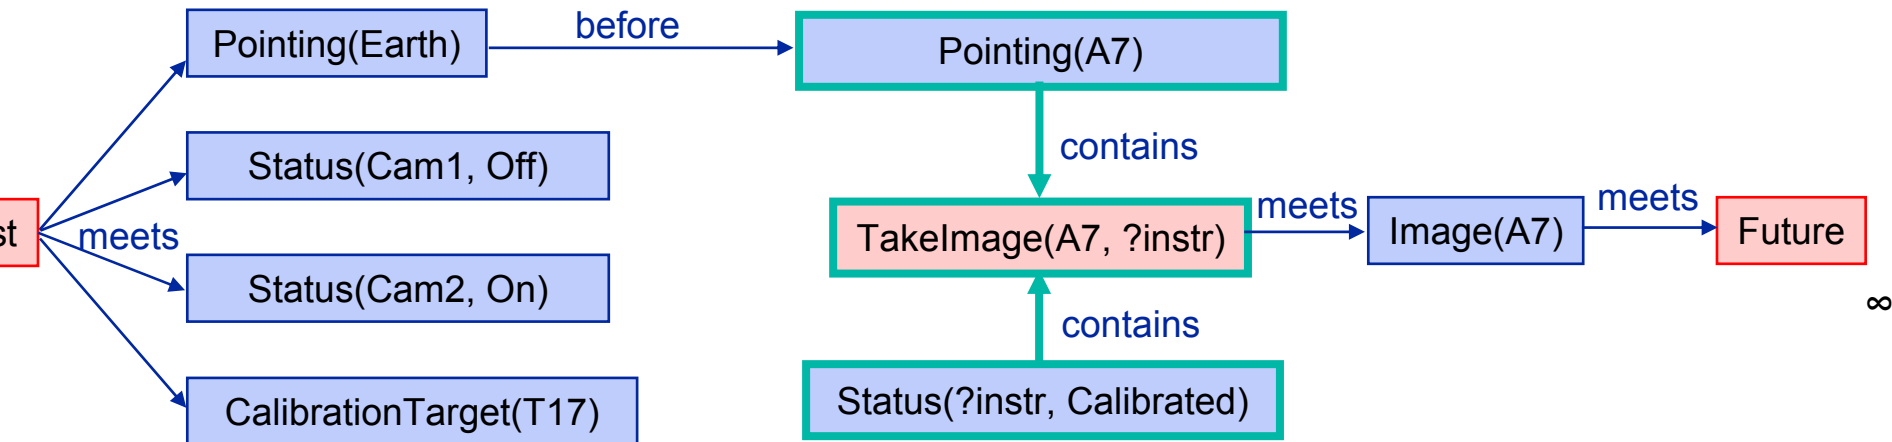 Pointing(Earth)
before
Pointing(A7)
Status(Cam1, Off)
contains
st
meets
TakeImage(A7, ?instr)
meets
Image(A7)
meets
Future
Status(Cam2, On)
∞
contains
CalibrationTarget(T17)
Status(?instr, Calibrated)